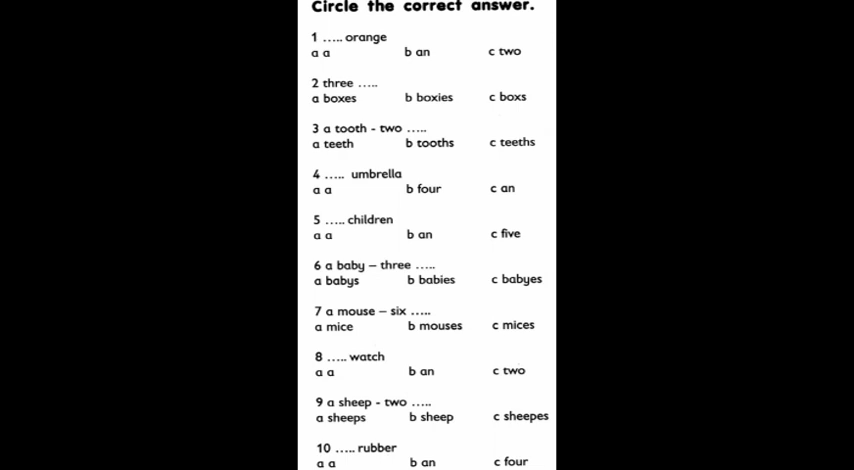 Circle the correct answer.
1 ..... orange
a a b an c two
2 three .....
a boxes b boxies c boxs
3 a tooth - two .....
a teeth b tooths c teeths
4 ..... umbrella
a a b four c an
5 ..... children
a a b an c five
6 a baby – three .....
a babys b babies c babyes
7 a mouse – six .....
a mice b mouses c mices
8 ..... watch
a a b an c two
9 a sheep - two .....
a sheeps b sheep c sheepes
10 ..... rubber
a a b an c four